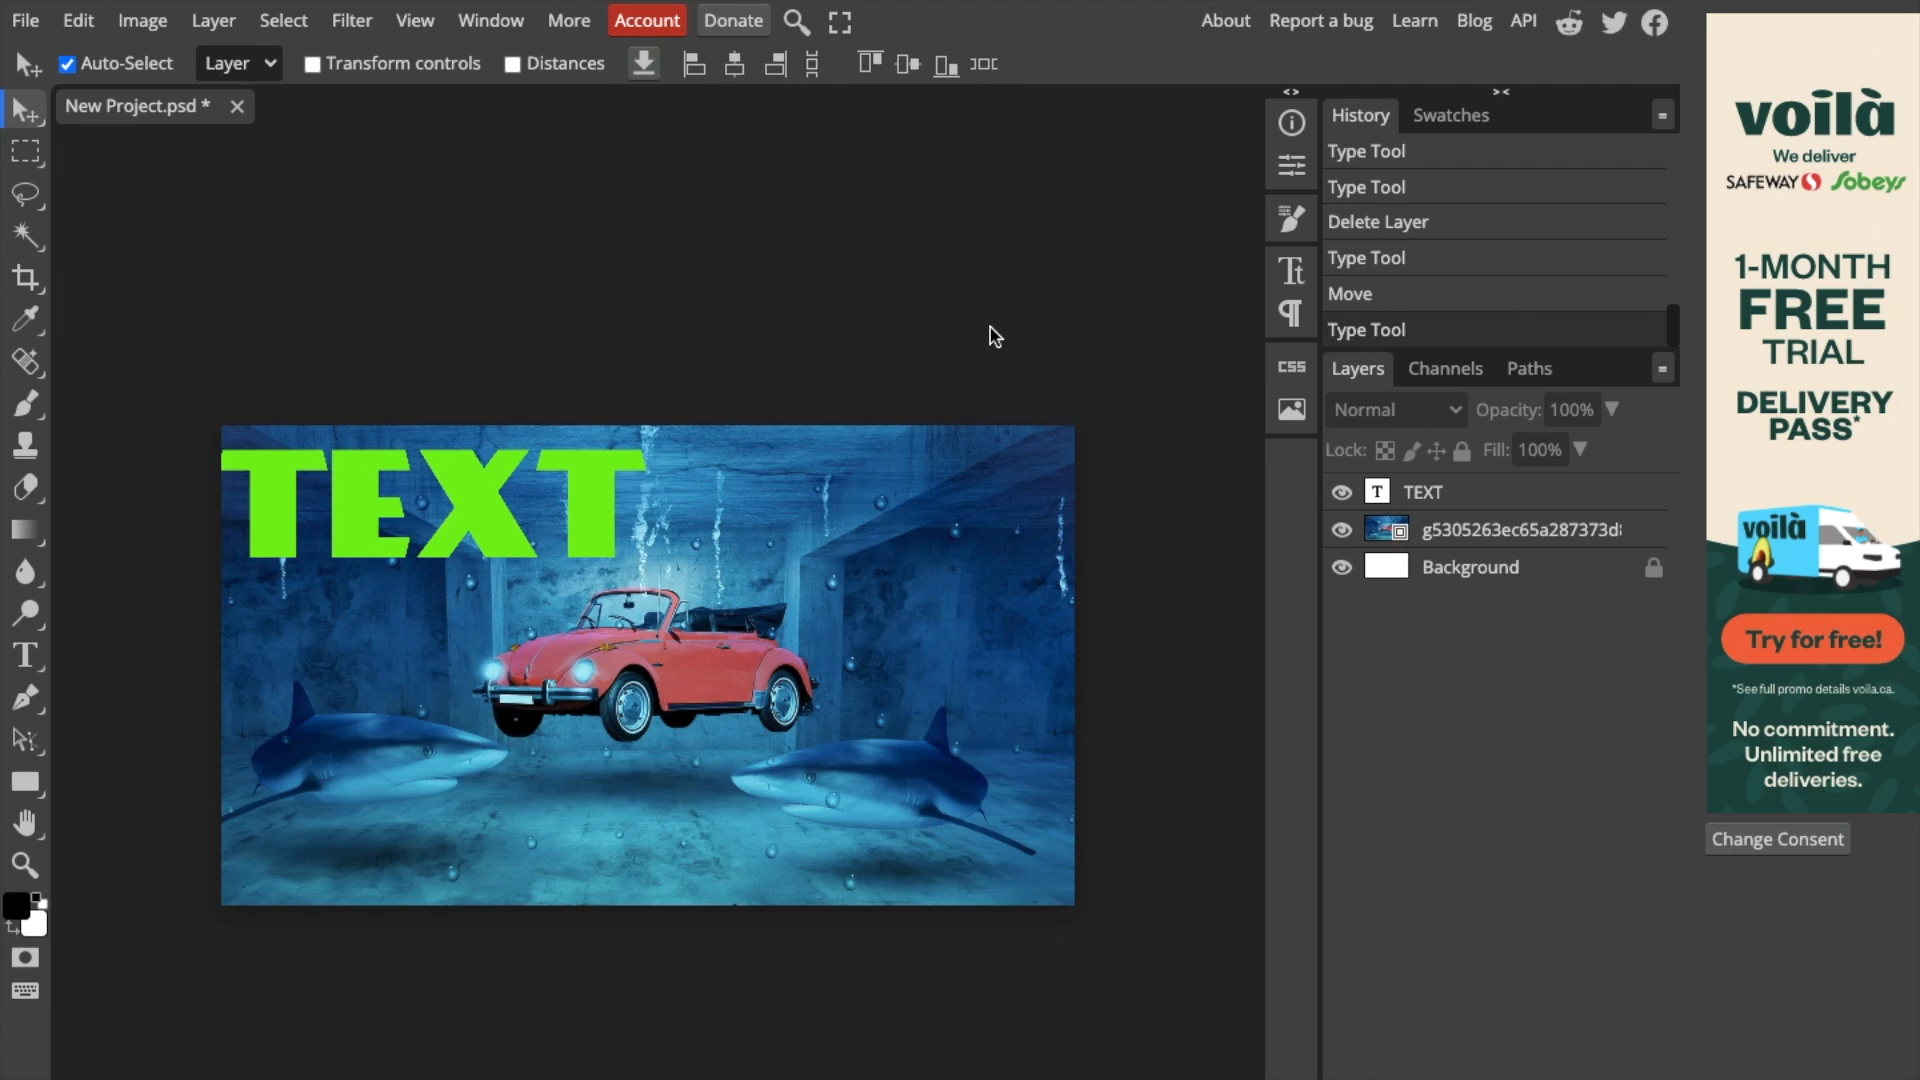 File Edit Image Layer Select Filter View Window More Account Donate
About Report a bug Learn Blog API
Auto-Select Layer Transform controls Distances
New Project.psd *
TEXT
T
CSS
History Swatches
Type Tool
Type Tool
Delete Layer
Type Tool
Move
Type Tool
Layers Channels Paths
Normal Opacity: 100%
Lock: Fill: 100%
T TEXT
g5305263ec65a287373d
Background
voilà
We deliver
SAFEWAY Sobeys
1-MONTH
FREE
TRIAL
DELIVERY
PASS*
voilà
Try for free!
*See full promo details voila.ca.
No commitment.
Unlimited free
deliveries.
Change Consent